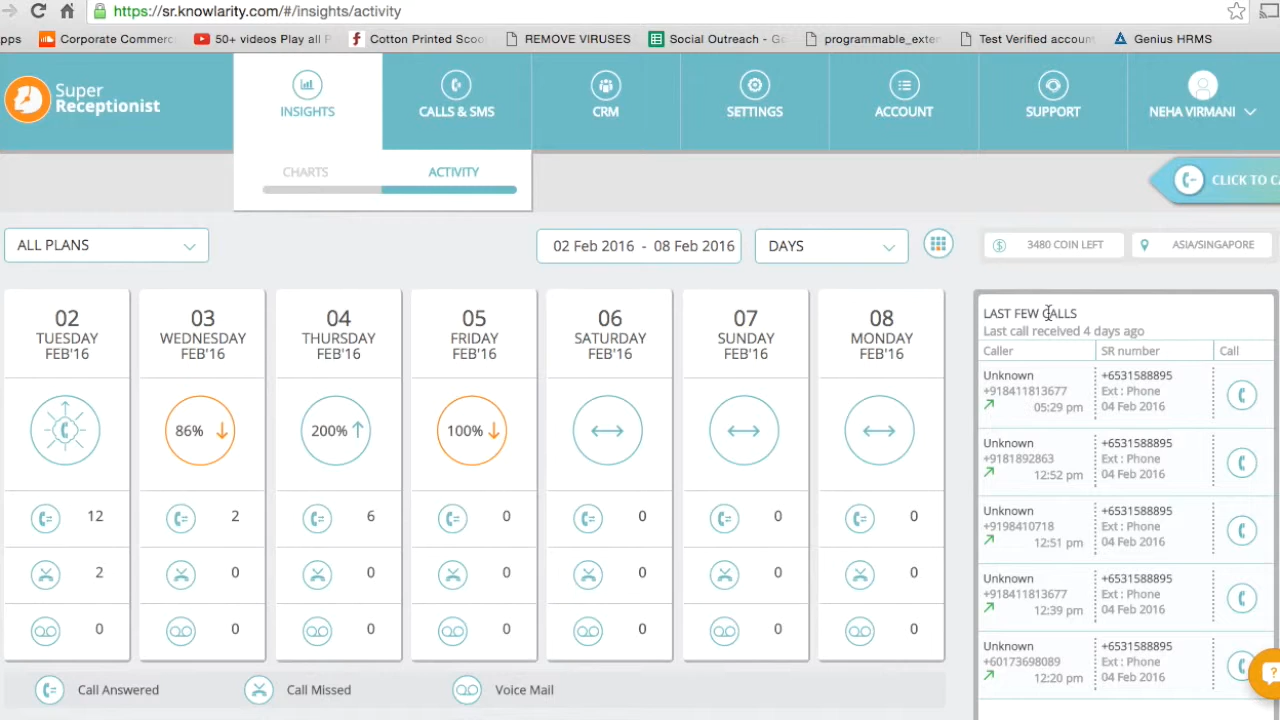 https://sr.knowlarity.com/#/insights/activity
pps
Corporate Commerc
50+ videos Play all P
Cotton Printed Scoo
REMOVE VIRUSES
Social Outreach - Go
programmable_exter
Test Verified accoun
Genius HRMS
Super
Receptionist
INSIGHTS
CALLS & SMS
CRM
SETTINGS
ACCOUNT
SUPPORT
NEHA VIRMANI
CHARTS
ACTIVITY
CLICK TO CA
ALL PLANS
02 Feb 2016 - 08 Feb 2016
DAYS
3480 COIN LEFT
ASIA/SINGAPORE
02
TUESDAY
FEB'16
03
WEDNESDAY
FEB'16
04
THURSDAY
FEB'16
05
FRIDAY
FEB'16
06
SATURDAY
FEB'16
07
SUNDAY
FEB'16
08
MONDAY
FEB'16
86%
200%
100%
12
2
6
0
0
0
0
2
0
0
0
0
0
0
0
0
0
0
0
0
0
Call Answered
Call Missed
Voice Mail
LAST FEW CALLS
Last call received 4 days ago
Caller
SR number
Call
Unknown
+918411813677
05:29 pm
+6531588895
Ext : Phone
04 Feb 2016
Unknown
+9181892863
12:52 pm
+6531588895
Ext : Phone
04 Feb 2016
Unknown
+9198410718
12:51 pm
+6531588895
Ext : Phone
04 Feb 2016
Unknown
+918411813677
12:39 pm
+6531588895
Ext : Phone
04 Feb 2016
Unknown
+60173698089
12:20 pm
+6531588895
Ext : Phone
04 Feb 2016